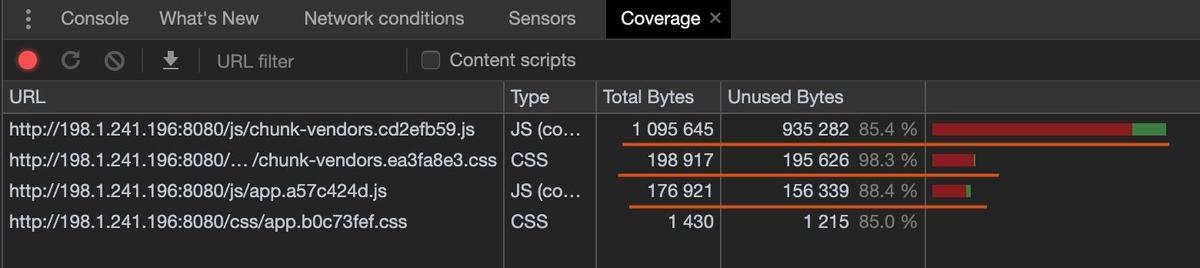 Console What's New Network conditions Sensors Coverage ×
URL filter Content scripts
URL Type Total Bytes Unused Bytes
http://198.1.241.196:8080/js/chunk-vendors.cd2efb59.js JS (co… 1 095 645 935 282 85.4 %
http://198.1.241.196:8080/… /chunk-vendors.ea3fa8e3.css CSS 198 917 195 626 98.3 %
http://198.1.241.196:8080/js/app.a57c424d.js JS (co… 176 921 156 339 88.4 %
http://198.1.241.196:8080/css/app.b0c73fef.css CSS 1 430 1 215 85.0 %